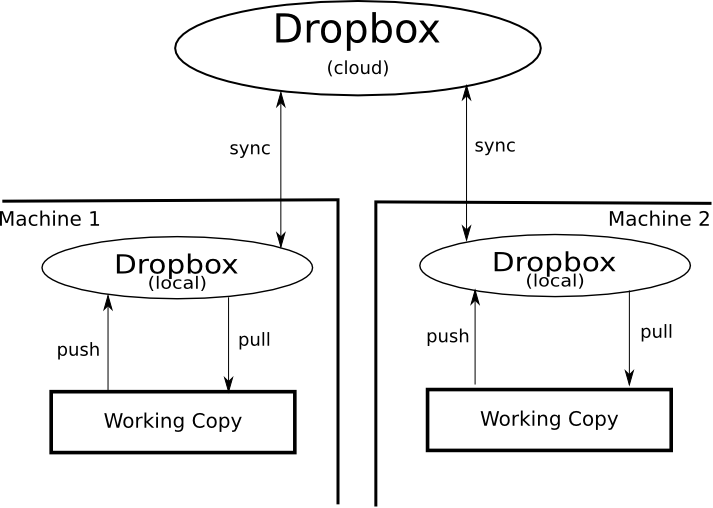 Dropbox
(cloud)
sync
sync
Machine 1
Machine 2
Dropbox
(local)
Dropbox
(local)
push
pull
push
pull
Working Copy
Working Copy